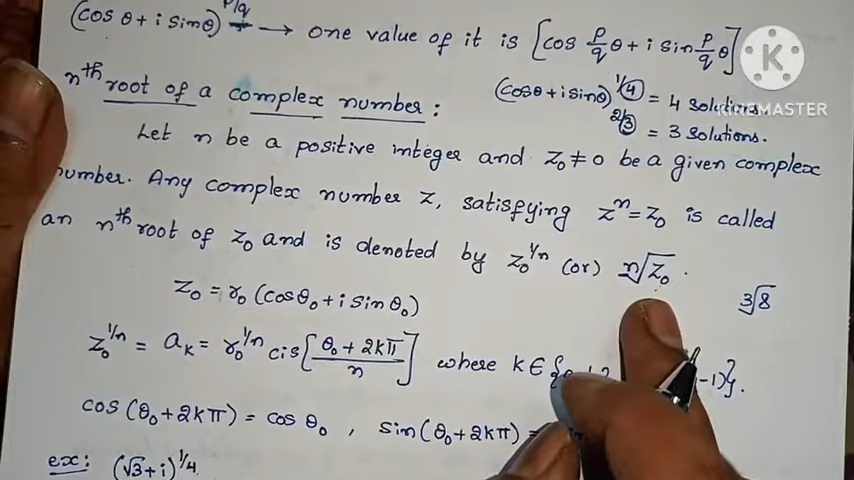 (cos θ + i sin θ)^p/q → one value of it is [cos p/q θ + i sin p/q θ]
nth root of a complex number:
(cos θ + i sin θ)^1/4 = 4 solutions.
2/3 = 3 solutions.
K
KINEMASTER
Let n be a positive integer and z₀ ≠ 0 be a given complex
number. Any complex number z, satisfying zⁿ = z₀ is called
an nth root of z₀ and is denoted by z₀^1/n (or) ⁿ√z₀ .
³√8
z₀ = r₀ (cos θ₀ + i sin θ₀)
z₀^1/n = a_k = r₀^1/n cis [(θ₀ + 2kπ)/n] where k ∈ { -1)}.
cos (θ₀ + 2kπ) = cos θ₀ , sin (θ₀ + 2kπ) =
ex: (√3 + i)^1/4